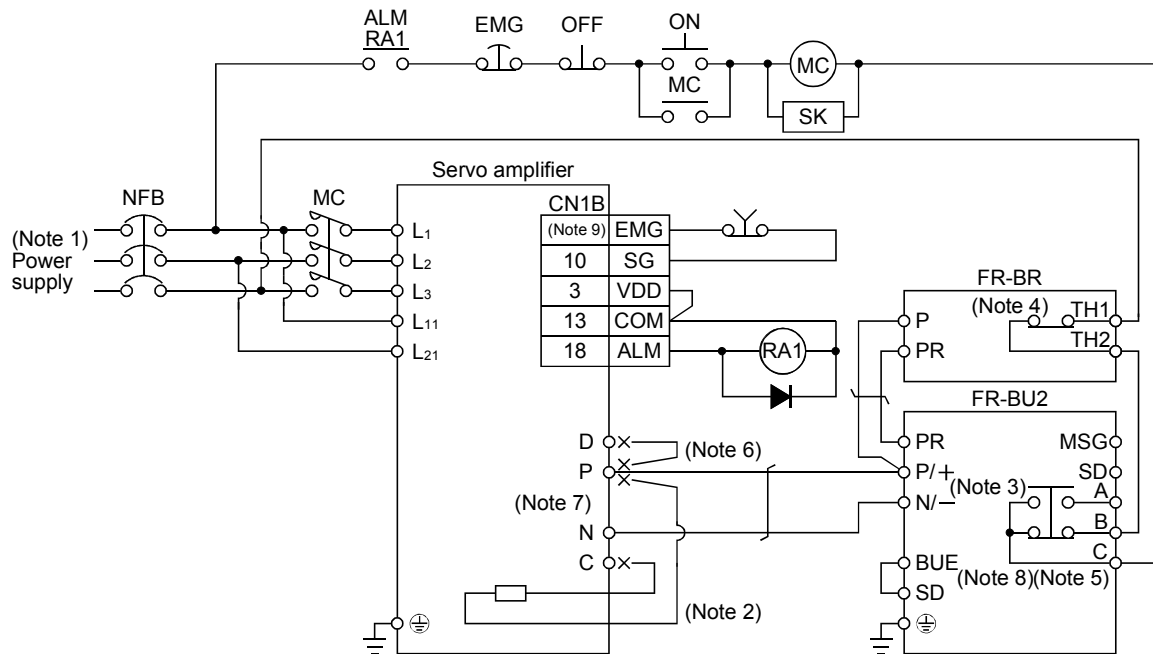 ALM
RA1
EMG
OFF
ON
MC
MC
SK
Servo amplifier
NFB
MC
(Note 1)
Power
supply
L1
L2
L3
L11
L21
CN1B
(Note 9) EMG
10 SG
3 VDD
13 COM
18 ALM
RA1
D
P
(Note 6)
(Note 7)
N
C
(Note 2)
FR-BR
(Note 4)
P
PR
TH1
TH2
FR-BU2
PR
P/+
N/−
BUE
SD
MSG
SD
(Note 3)
A
B
C
(Note 8)(Note 5)